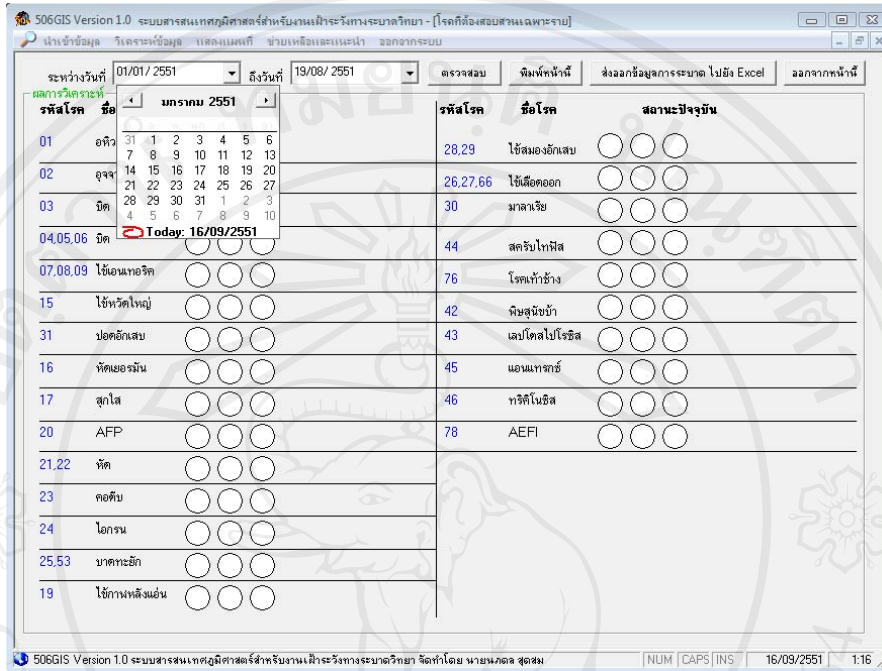 506GIS Version 1.0 ระบบสารสนเทศภูมิศาสตร์สำหรับงานเฝ้าระวังทางระบาดวิทยา - [โรคที่ต้องสอบสวนเฉพาะราย]
นำเข้าข้อมูล วิเคราะห์ข้อมูล แสดงแผนที่ ช่วยเหลือและแนะนำ ออกจากระบบ
ระหว่างวันที่ 01/01/2551 ถึงวันที่ 19/08/2551 ตรวจสอบ พิมพ์หน้านี้ ส่งออกข้อมูลการระบาด ไปยัง Excel ออกจากหน้านี้
ผลการวิเคราะห์
รหัสโรค ชื่อ
มกราคม 2551
31 1 2 3 4 5 6
7 8 9 10 11 12 13
14 15 16 17 18 19 20
21 22 23 24 25 26 27
28 29 30 31 1 2 3
4 5 6 7 8 9 10
Today: 16/09/2551
01 อหิว
02 อุจจา
03 บิด
04,05,06 บิด
07,08,09 ไข้เอนเทอริค
15 ไข้หวัดใหญ่
31 ปอดอักเสบ
16 หัดเยอรมัน
17 สุกใส
20 AFP
21,22 หัด
23 คอตีบ
24 ไอกรน
25,53 บาดทะยัก
19 ไข้กาฬหลังแอ่น
รหัสโรค ชื่อโรค สถานะปัจจุบัน
28,29 ไข้สมองอักเสบ
26,27,66 ไข้เลือดออก
30 มาลาเรีย
44 สครับไทฟัส
76 โรคเท้าช้าง
42 พิษสุนัขบ้า
43 เลปโตสไปโรซิส
45 แอนแทรกซ์
46 ทริคิโนซิส
78 AEFI
506GIS Version 1.0 ระบบสารสนเทศภูมิศาสตร์สำหรับงานเฝ้าระวังทางระบาดวิทยา จัดทำโดย นายนภดล สุดสม NUM CAPS INS 16/09/2551 1:16